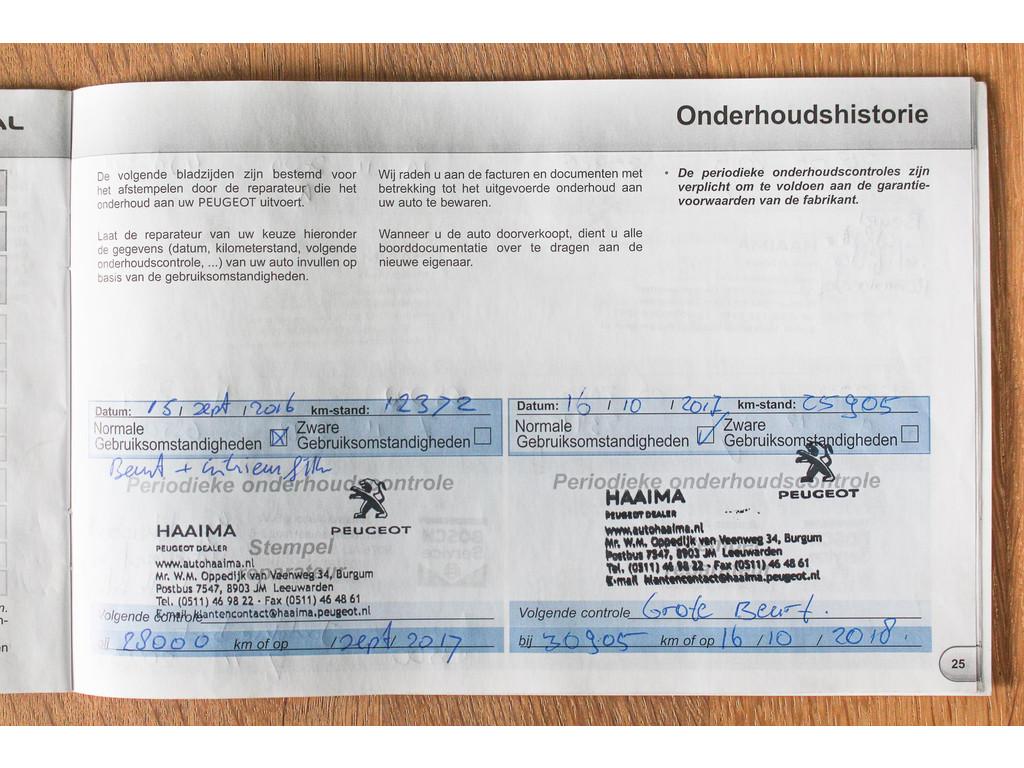 AL
Onderhoudshistorie
De volgende bladzijden zijn bestemd voor
het afstempelen door de reparateur die het
onderhoud aan uw PEUGEOT uitvoert.
Laat de reparateur van uw keuze hieronder
de gegevens (datum, kilometerstand, volgende
onderhoudscontrole, ...) van uw auto invullen op
basis van de gebruiksomstandigheden.
Wij raden u aan de facturen en documenten met
betrekking tot het uitgevoerde onderhoud aan
uw auto te bewaren.
Wanneer u de auto doorverkoopt, dient u alle
boorddocumentatie over te dragen aan de
nieuwe eigenaar.
• De periodieke onderhoudscontroles zijn
verplicht om te voldoen aan de garantie-
voorwaarden van de fabrikant.
Datum: 15 / sept / 2016 km-stand: 12372
Normale
Gebruiksomstandigheden
Zware
Gebruiksomstandigheden
Beurt +
Periodieke onderhoudscontrole
PEUGEOT
HAAIMA
PEUGEOT DEALER
Stempel
reparateur
www.autohaaima.nl
Mr. W.M. Oppedijk van Veenweg 34, Burgum
Postbus 7547, 8903 JM Leeuwarden
Tel. (0511) 46 98 22 - Fax (0511) 46 48 61
E-mail klantencontact@haaima.peugeot.nl
Volgende controle
bij 28000 km of op / sept / 2017
Datum: 16 / 10 / 2017 km-stand: 25905
Normale
Gebruiksomstandigheden
Zware
Gebruiksomstandigheden
Periodieke onderhoudscontrole
PEUGEOT
HAAIMA
PEUGEOT DEALER
www.autohaaima.nl
Mr. W.M. Oppedijk van Veenweg 34, Burgum
Postbus 7547, 8903 JM Leeuwarden
Tel. (0511) 46 98 22 - Fax (0511) 46 48 61
E-mail klantencontact@haaima.peugeot.nl
Volgende controle Grote Beurt.
bij 30905 km of op 16 / 10 / 2018.
25